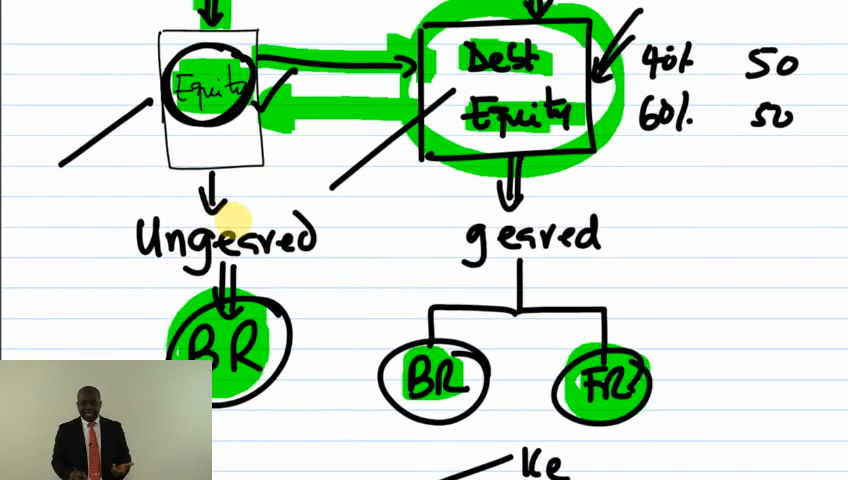 Debt 40% 50
Equity
Equity 60% 50
Ungeared geared
BR
BR FR?
Ke